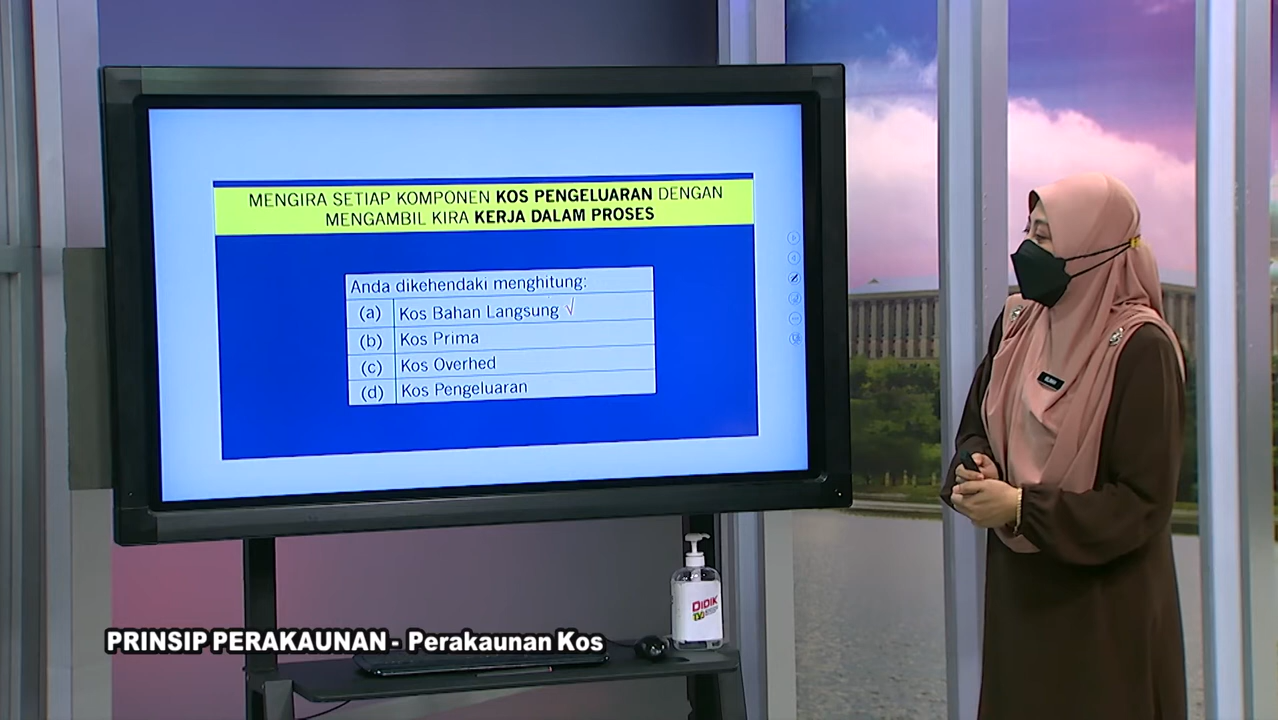 MENGIRA SETIAP KOMPONEN KOS PENGELUARAN DENGAN
MENGAMBIL KIRA KERJA DALAM PROSES
Anda dikehendaki menghitung:
(a) Kos Bahan Langsung √
(b) Kos Prima
(c) Kos Overhed
(d) Kos Pengeluaran
DIDIK
PRINSIP PERAKAUNAN - Perakaunan Kos